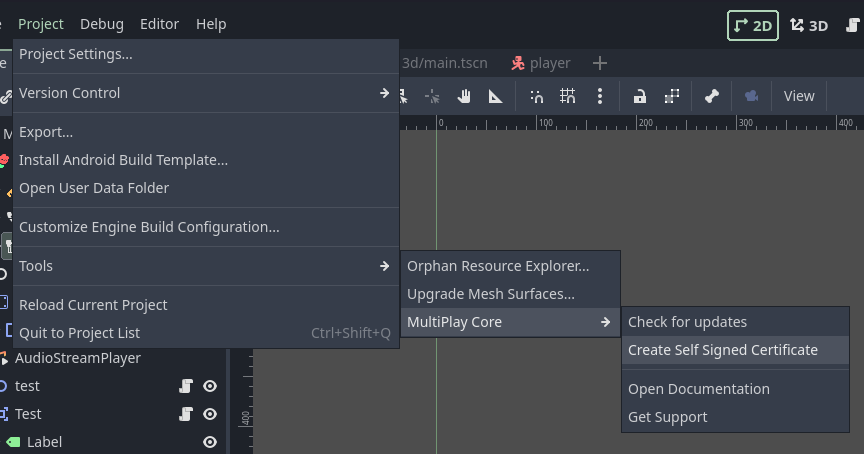 Project Debug Editor Help 2D 3D
Project Settings...
3d/main.tscn player
Version Control
View
Export...
0 100 200 300 400
Install Android Build Template...
Open User Data Folder
Customize Engine Build Configuration...
Tools
Orphan Resource Explorer...
Upgrade Mesh Surfaces...
Reload Current Project
MultiPlay Core
Check for updates
Quit to Project List Ctrl+Shift+Q
Create Self Signed Certificate
AudioStreamPlayer
test
Open Documentation
Test
Get Support
400
Label